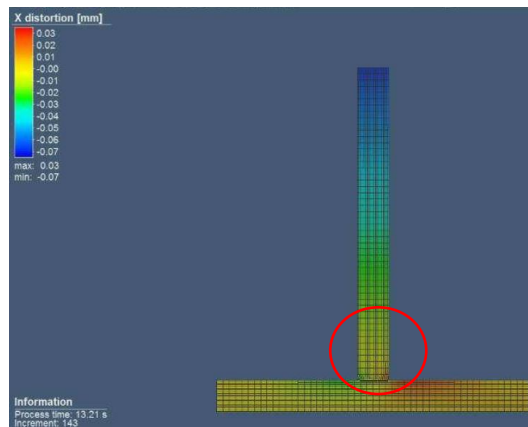 X distortion [mm]
0.03
0.02
0.01
-0.00
-0.01
-0.02
-0.03
-0.04
-0.05
-0.06
-0.07
max: 0.03
min: -0.07
Information
Process time: 13.21 s
Increment: 143